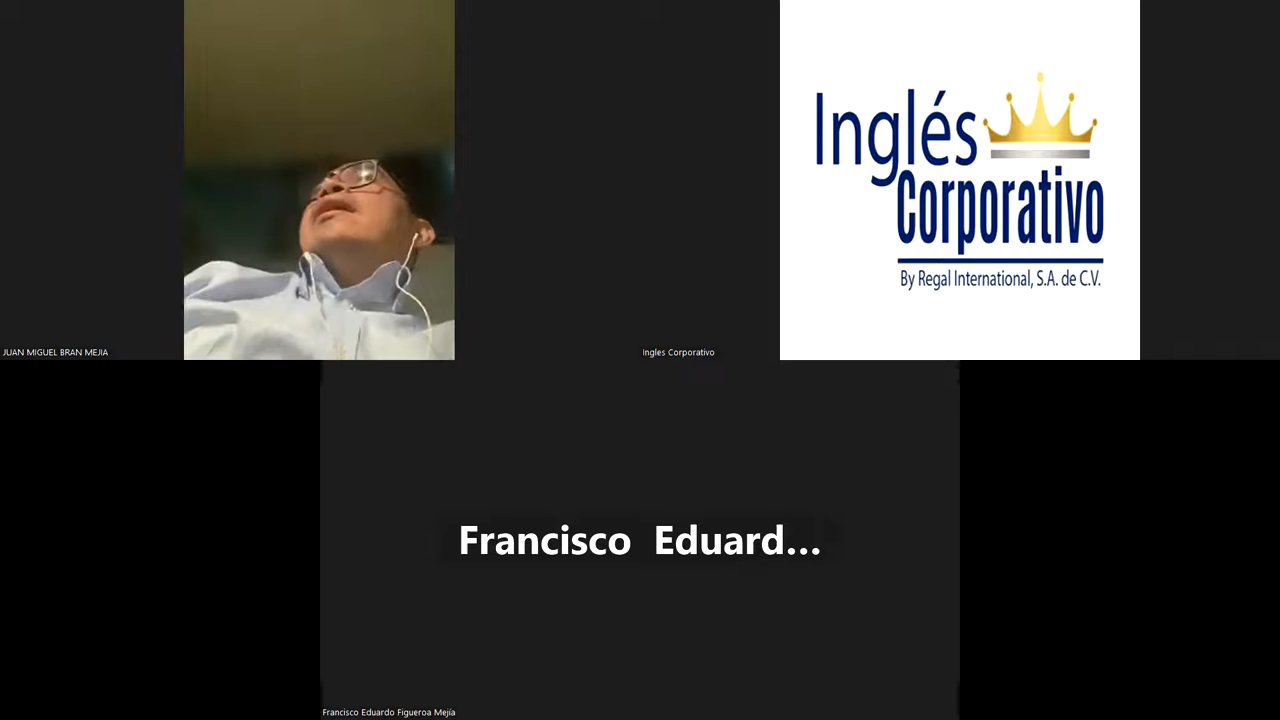 Inglés
Corporativo
By Regal International, S.A. de C.V.
JUAN MIGUEL BRAN MEJIA
Ingles Corporativo
Francisco Eduard...
Francisco Eduardo Figueroa Mejía